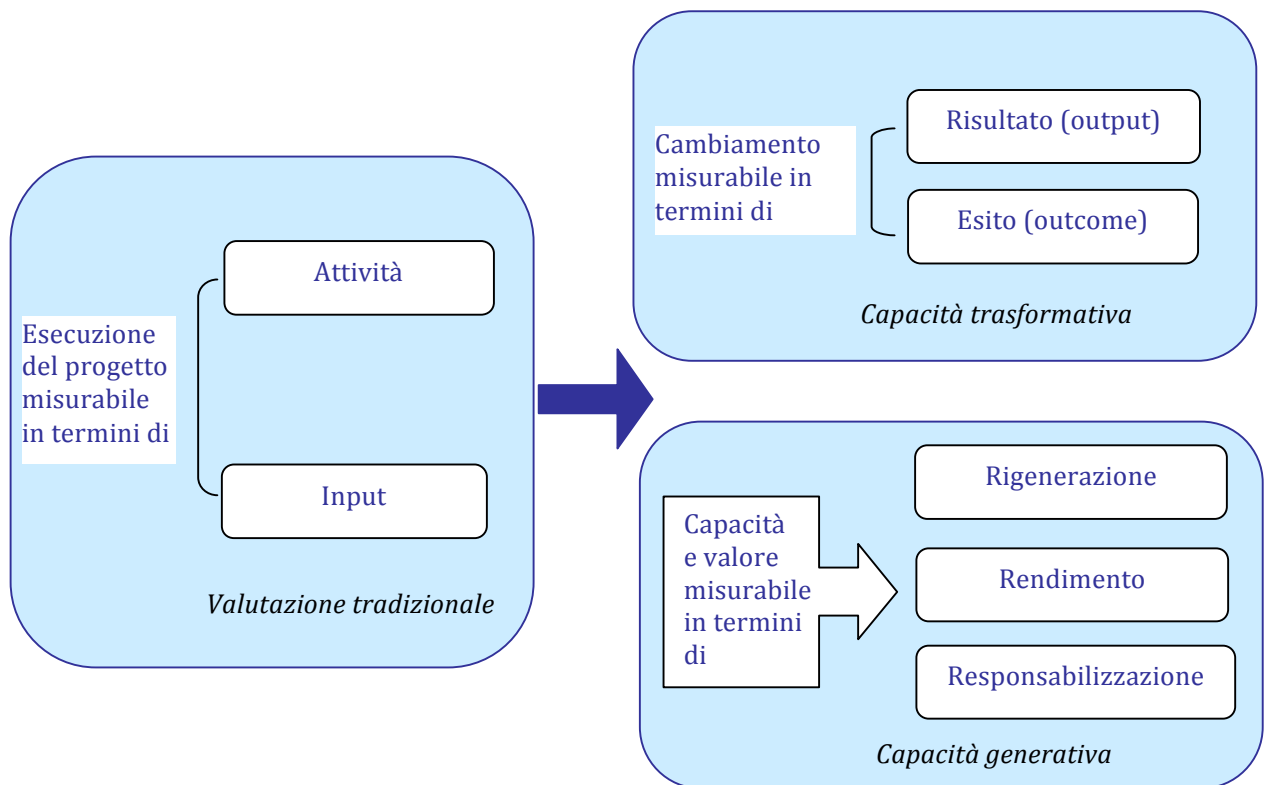 Esecuzione
del progetto
misurabile
in termini di
Attività
Input
Valutazione tradizionale
Cambiamento
misurabile in
termini di
Risultato (output)
Esito (outcome)
Capacità trasformativa
Capacità
e valore
misurabile
in termini
di
Rigenerazione
Rendimento
Responsabilizzazione
Capacità generativa